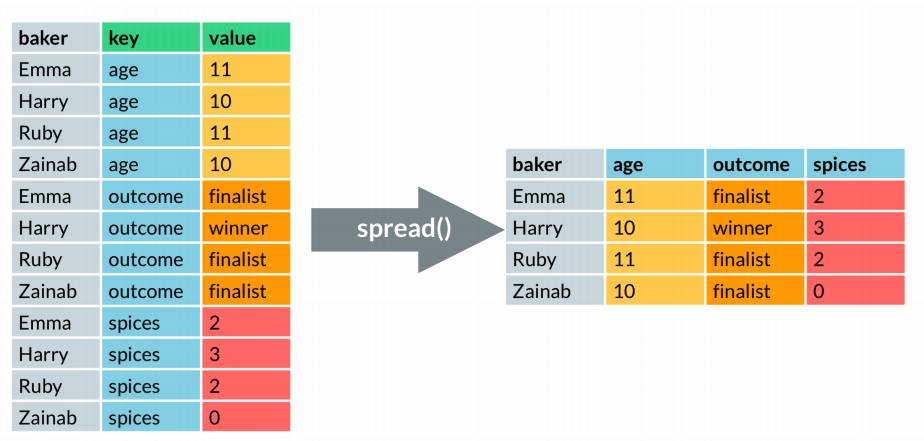 baker key value
Emma age 11
Harry age 10
Ruby age 11
Zainab age 10
Emma outcome finalist
Harry outcome winner
Ruby outcome finalist
Zainab outcome finalist
Emma spices 2
Harry spices 3
Ruby spices 2
Zainab spices 0
spread()
baker age outcome spices
Emma 11 finalist 2
Harry 10 winner 3
Ruby 11 finalist 2
Zainab 10 finalist 0